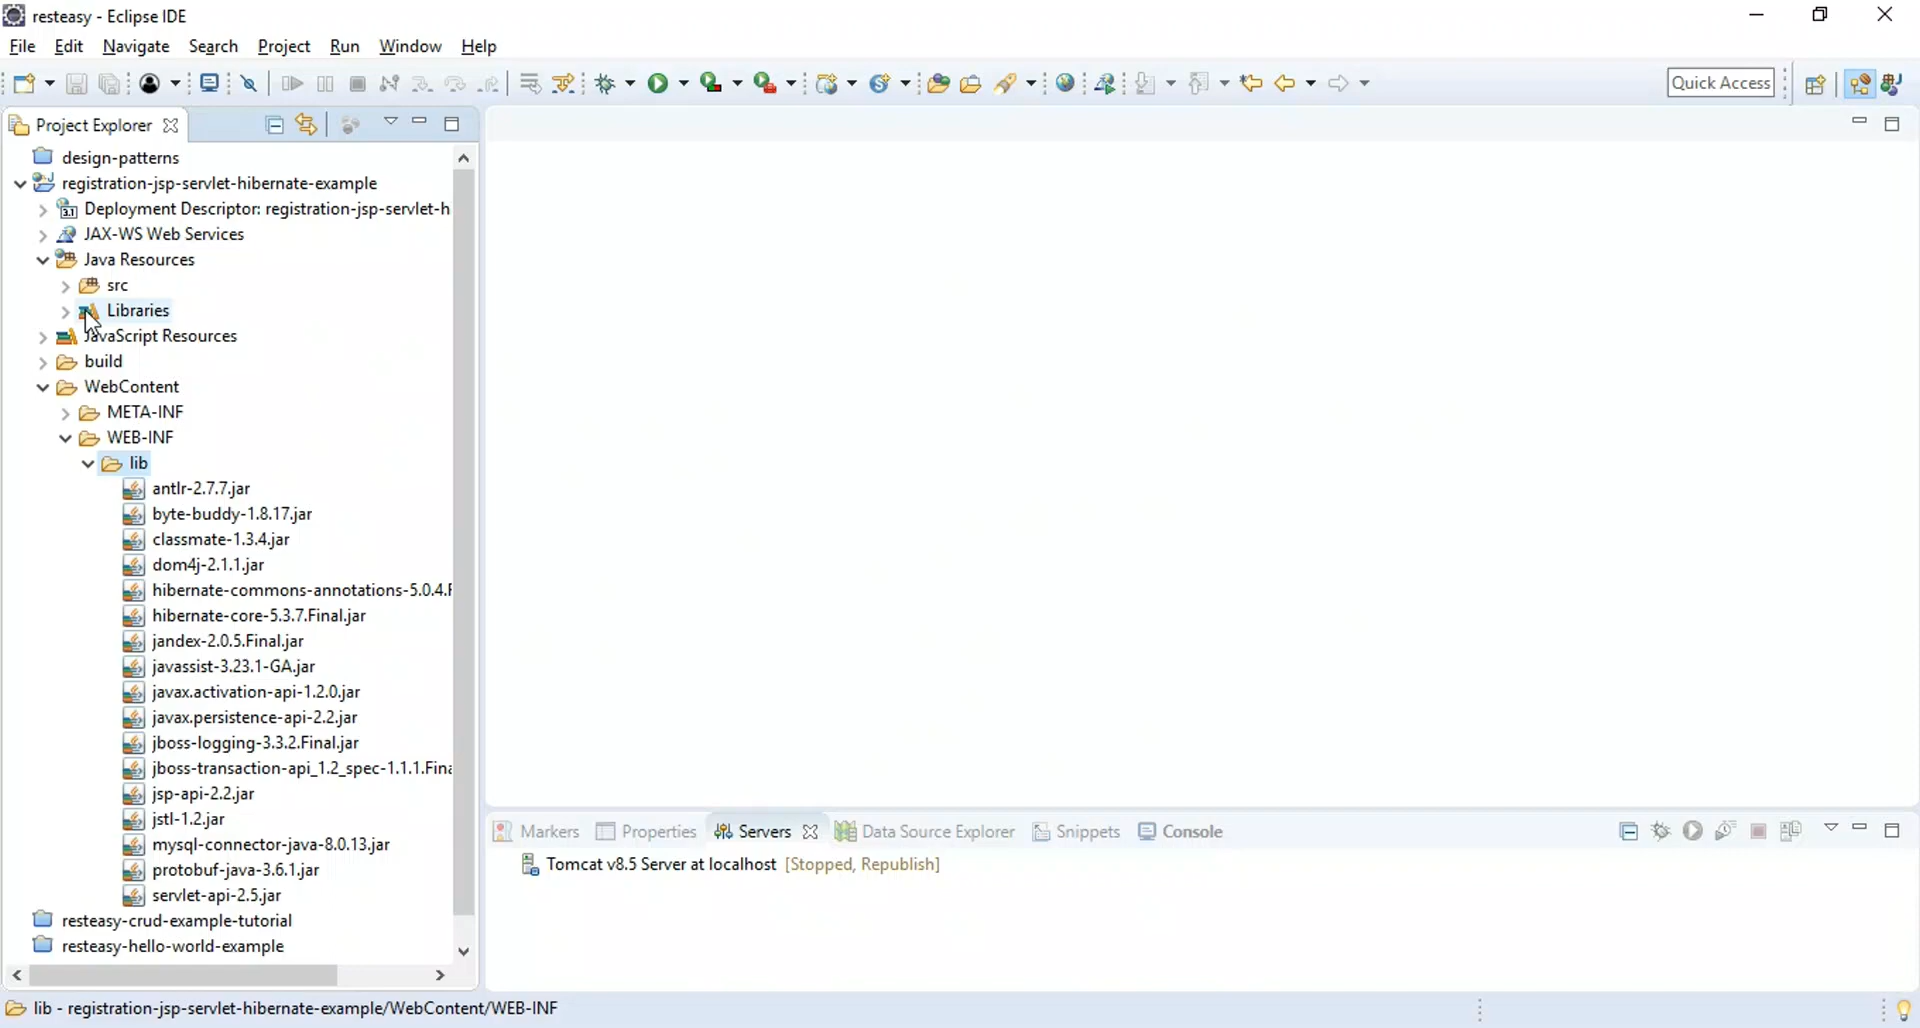 resteasy - Eclipse IDE
File Edit Navigate Search Project Run Window Help
Quick Access
Project Explorer
design-patterns
registration-jsp-servlet-hibernate-example
3.1 Deployment Descriptor: registration-jsp-servlet-h
JAX-WS Web Services
Java Resources
src
Libraries
JavaScript Resources
build
WebContent
META-INF
WEB-INF
lib
antlr-2.7.7.jar
byte-buddy-1.8.17.jar
classmate-1.3.4.jar
dom4j-2.1.1.jar
hibernate-commons-annotations-5.0.4.F
hibernate-core-5.3.7.Final.jar
jandex-2.0.5.Final.jar
javassist-3.23.1-GA.jar
javax.activation-api-1.2.0.jar
javax.persistence-api-2.2.jar
jboss-logging-3.3.2.Final.jar
jboss-transaction-api_1.2_spec-1.1.1.Fina
jsp-api-2.2.jar
jstl-1.2.jar
mysql-connector-java-8.0.13.jar
protobuf-java-3.6.1.jar
servlet-api-2.5.jar
resteasy-crud-example-tutorial
resteasy-hello-world-example
Markers Properties Servers Data Source Explorer Snippets Console
Tomcat v8.5 Server at localhost [Stopped, Republish]
lib - registration-jsp-servlet-hibernate-example/WebContent/WEB-INF